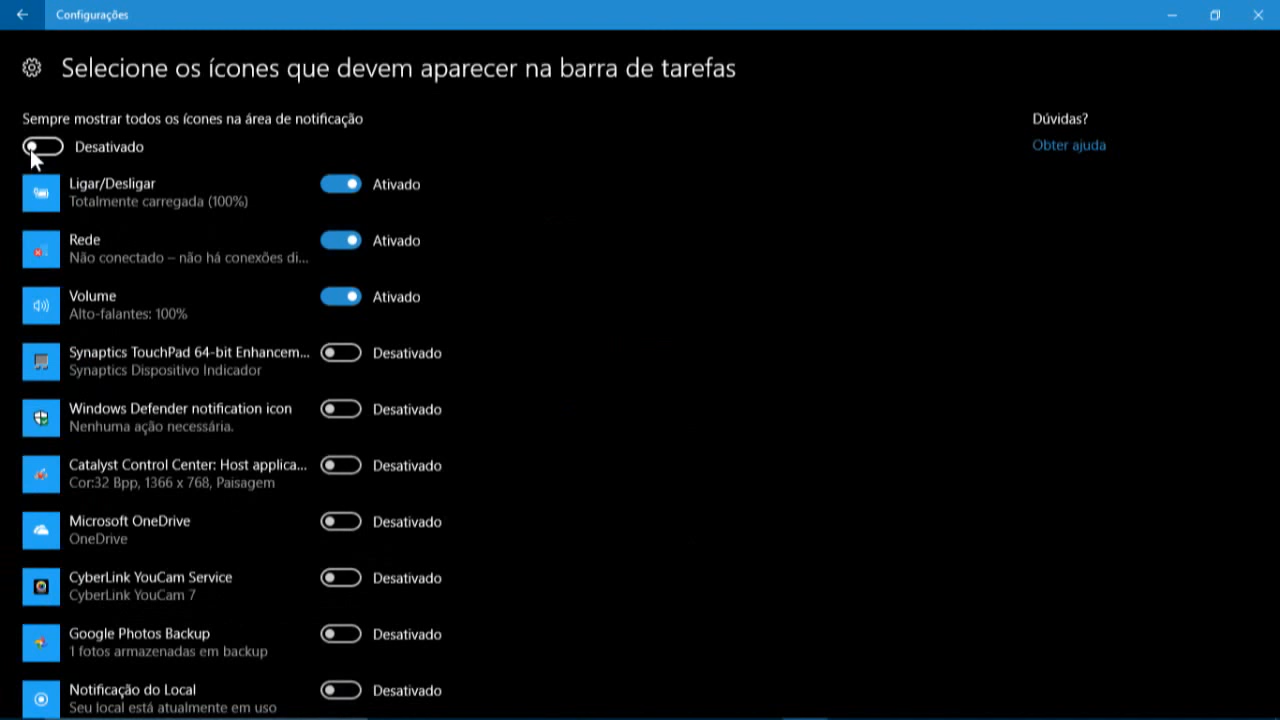 Configurações
Selecione os ícones que devem aparecer na barra de tarefas
Sempre mostrar todos os ícones na área de notificação
Desativado
Dúvidas?
Obter ajuda
Ligar/Desligar
Totalmente carregada (100%)
Ativado
Rede
Não conectado – não há conexões di...
Ativado
Volume
Alto-falantes: 100%
Ativado
Synaptics TouchPad 64-bit Enhancem...
Synaptics Dispositivo Indicador
Desativado
Windows Defender notification icon
Nenhuma ação necessária.
Desativado
Catalyst Control Center: Host applica...
Cor:32 Bpp, 1366 x 768, Paisagem
Desativado
Microsoft OneDrive
OneDrive
Desativado
CyberLink YouCam Service
CyberLink YouCam 7
Desativado
Google Photos Backup
1 fotos armazenadas em backup
Desativado
Notificação do Local
Seu local está atualmente em uso
Desativado